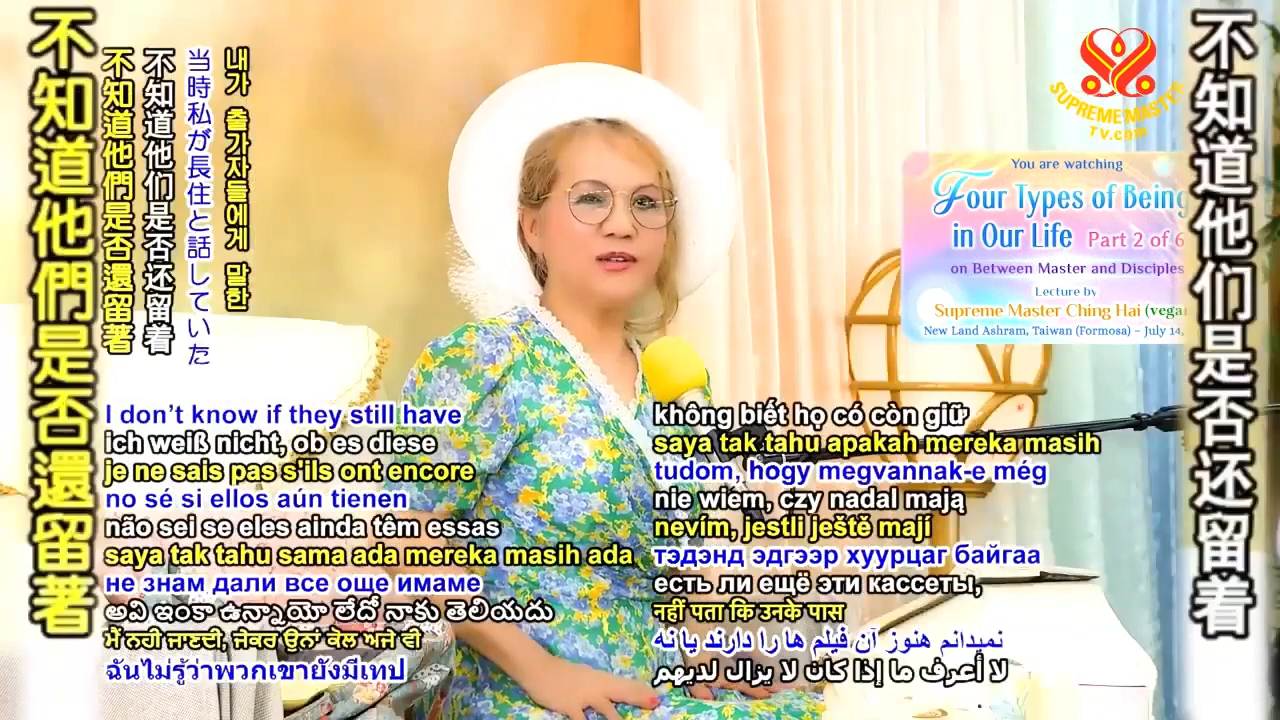 不知道他們是否還留著
不知道他們是否還留著
不知道他们是否还留着
当時私が長住と話していた
내가 출가자들에게 말한
不知道他们是否还留着
SUPREME MASTER
TV.com
You are watching
Four Types of Being
in Our Life Part 2 of 6
on Between Master and Disciples
Lecture by
Supreme Master Ching Hai (vega
New Land Ashram, Taiwan (Formosa) – July 14,
I don’t know if they still have
ich weiß nicht, ob es diese
je ne sais pas s'ils ont encore
no sé si ellos aún tienen
não sei se eles ainda têm essas
saya tak tahu sama ada mereka masih ada
не знам дали все още имаме
అవి ఇంకా ఉన్నాయో లేదో నాకు తెలియదు
ਮੈਂ ਨਹੀਂ ਜਾਣਦੀ, ਜੇਕਰ ਉਨਾਂ ਕੋਲ ਅਜੇ ਵੀ
ฉันไม่รู้ว่าพวกเขายังมีเทป
không biết họ có còn giữ
saya tak tahu apakah mereka masih
tudom, hogy megvannak-e még
nie wiem, czy nadal mają
nevím, jestli ještě mají
тэдэнд эдгээр хуурцаг байгаа
есть ли ещё эти кассеты,
नहीं पता कि उनके पास
نمیدانم هنوز آن فیلم ها را دارند یا نه
لا أعرف ما إذا كان لا يزال لديهم